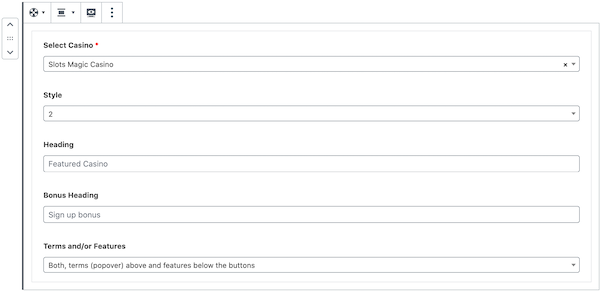 Select Casino *
Slots Magic Casino
Style
2
Heading
Featured Casino
Bonus Heading
Sign up bonus
Terms and/or Features
Both, terms (popover) above and features below the buttons